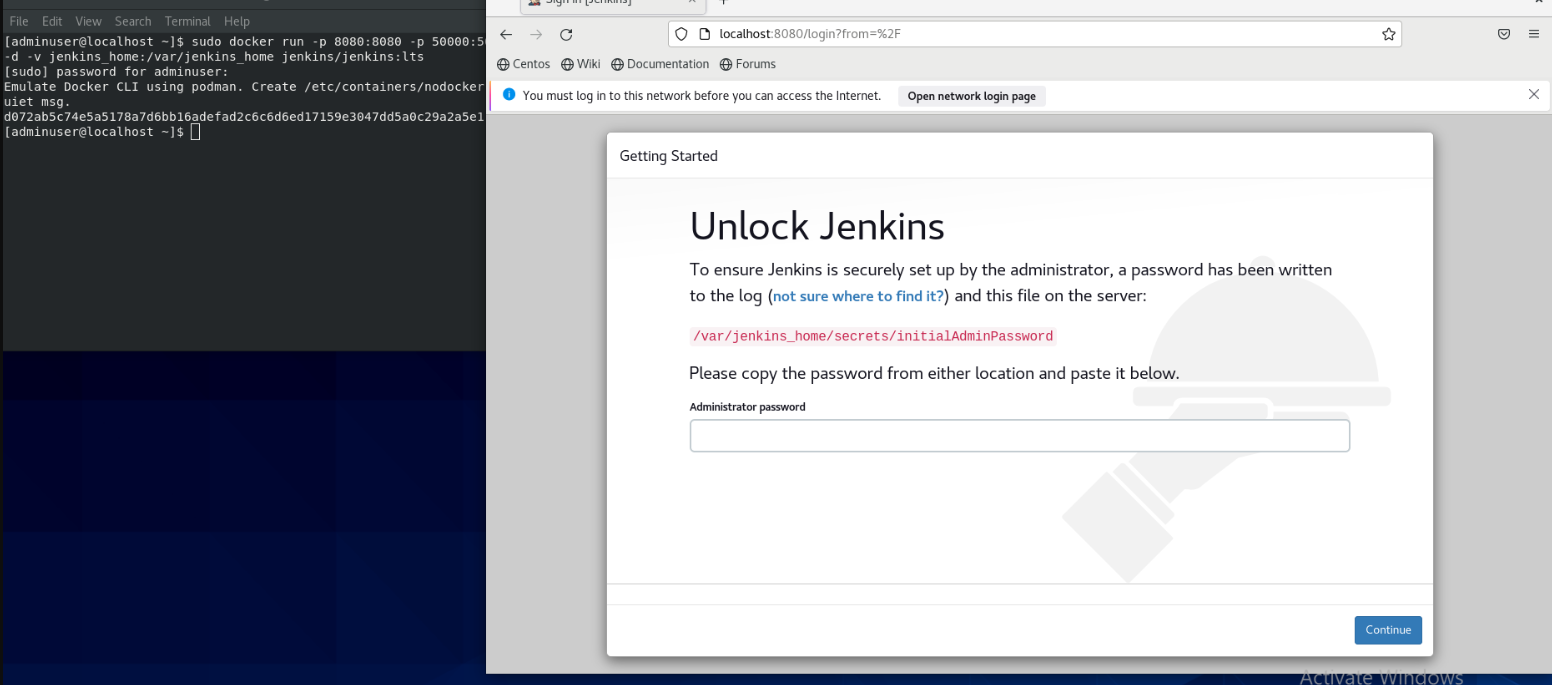 File Edit View Search Terminal Help
[adminuser@localhost ~]$ sudo docker run -p 8080:8080 -p 50000:5
-d -v jenkins_home:/var/jenkins_home jenkins/jenkins:lts
[sudo] password for adminuser:
Emulate Docker CLI using podman. Create /etc/containers/nodocker
uiet msg.
d072ab5c74e5a5178a7d6bb16adefad2c6c6d6ed17159e3047dd5a0c29a2a5e1
[adminuser@localhost ~]$
Sign in [Jenkins]
localhost:8080/login?from=%2F
Centos Wiki Documentation Forums
You must log in to this network before you can access the Internet. Open network login page
Getting Started
Unlock Jenkins
To ensure Jenkins is securely set up by the administrator, a password has been written
to the log (not sure where to find it?) and this file on the server:
/var/jenkins_home/secrets/initialAdminPassword
Please copy the password from either location and paste it below.
Administrator password
Continue
Activate Windows